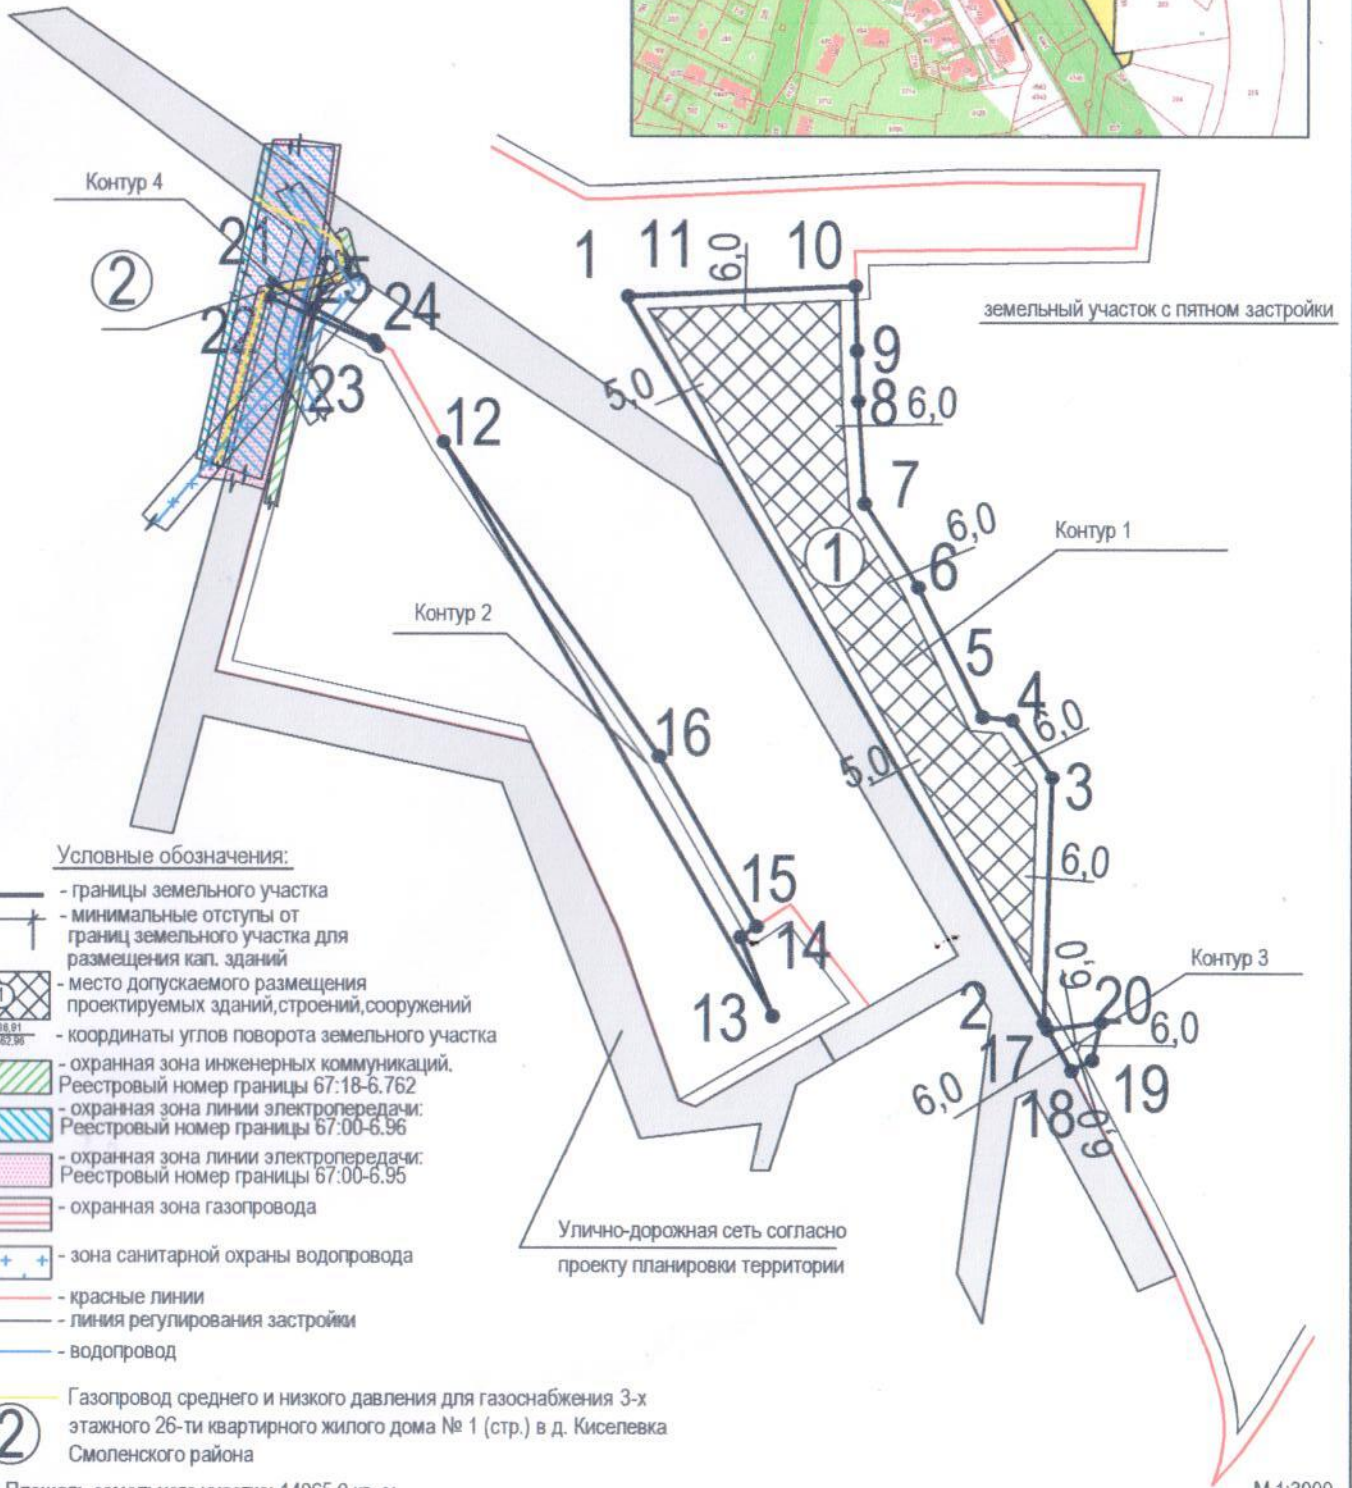 Контур 4
21
2
22
25
24
23
12
1
11
6,0
10
земельный участок с пятном застройки
5,0
9
8
6,0
7
6,0
Контур 1
1
6
5
4
6,0
5,0
3
6,0
Контур 2
16
15
14
13
6,0
Контур 3
2
20
6,0
17
6,0
18
19
6,0
Условные обозначения:
- границы земельного участка
- минимальные отступы от
границ земельного участка для
размещения кап. зданий
- место допускаемого размещения
проектируемых зданий,строений,сооружений
- координаты углов поворота земельного участка
- охранная зона инженерных коммуникаций.
Реестровый номер границы 67:18-6.762
- охранная зона линии электропередачи:
Реестровый номер границы 67:00-6.96
- охранная зона линии электропередачи:
Реестровый номер границы 67:00-6.95
- охранная зона газопровода
- зона санитарной охраны водопровода
- красные линии
- линия регулирования застройки
- водопровод
Улично-дорожная сеть согласно
проекту планировки территории
Газопровод среднего и низкого давления для газоснабжения 3-х
2
этажного 26-ти квартирного жилого дома № 1 (стр.) в д. Киселевка
Смоленского района